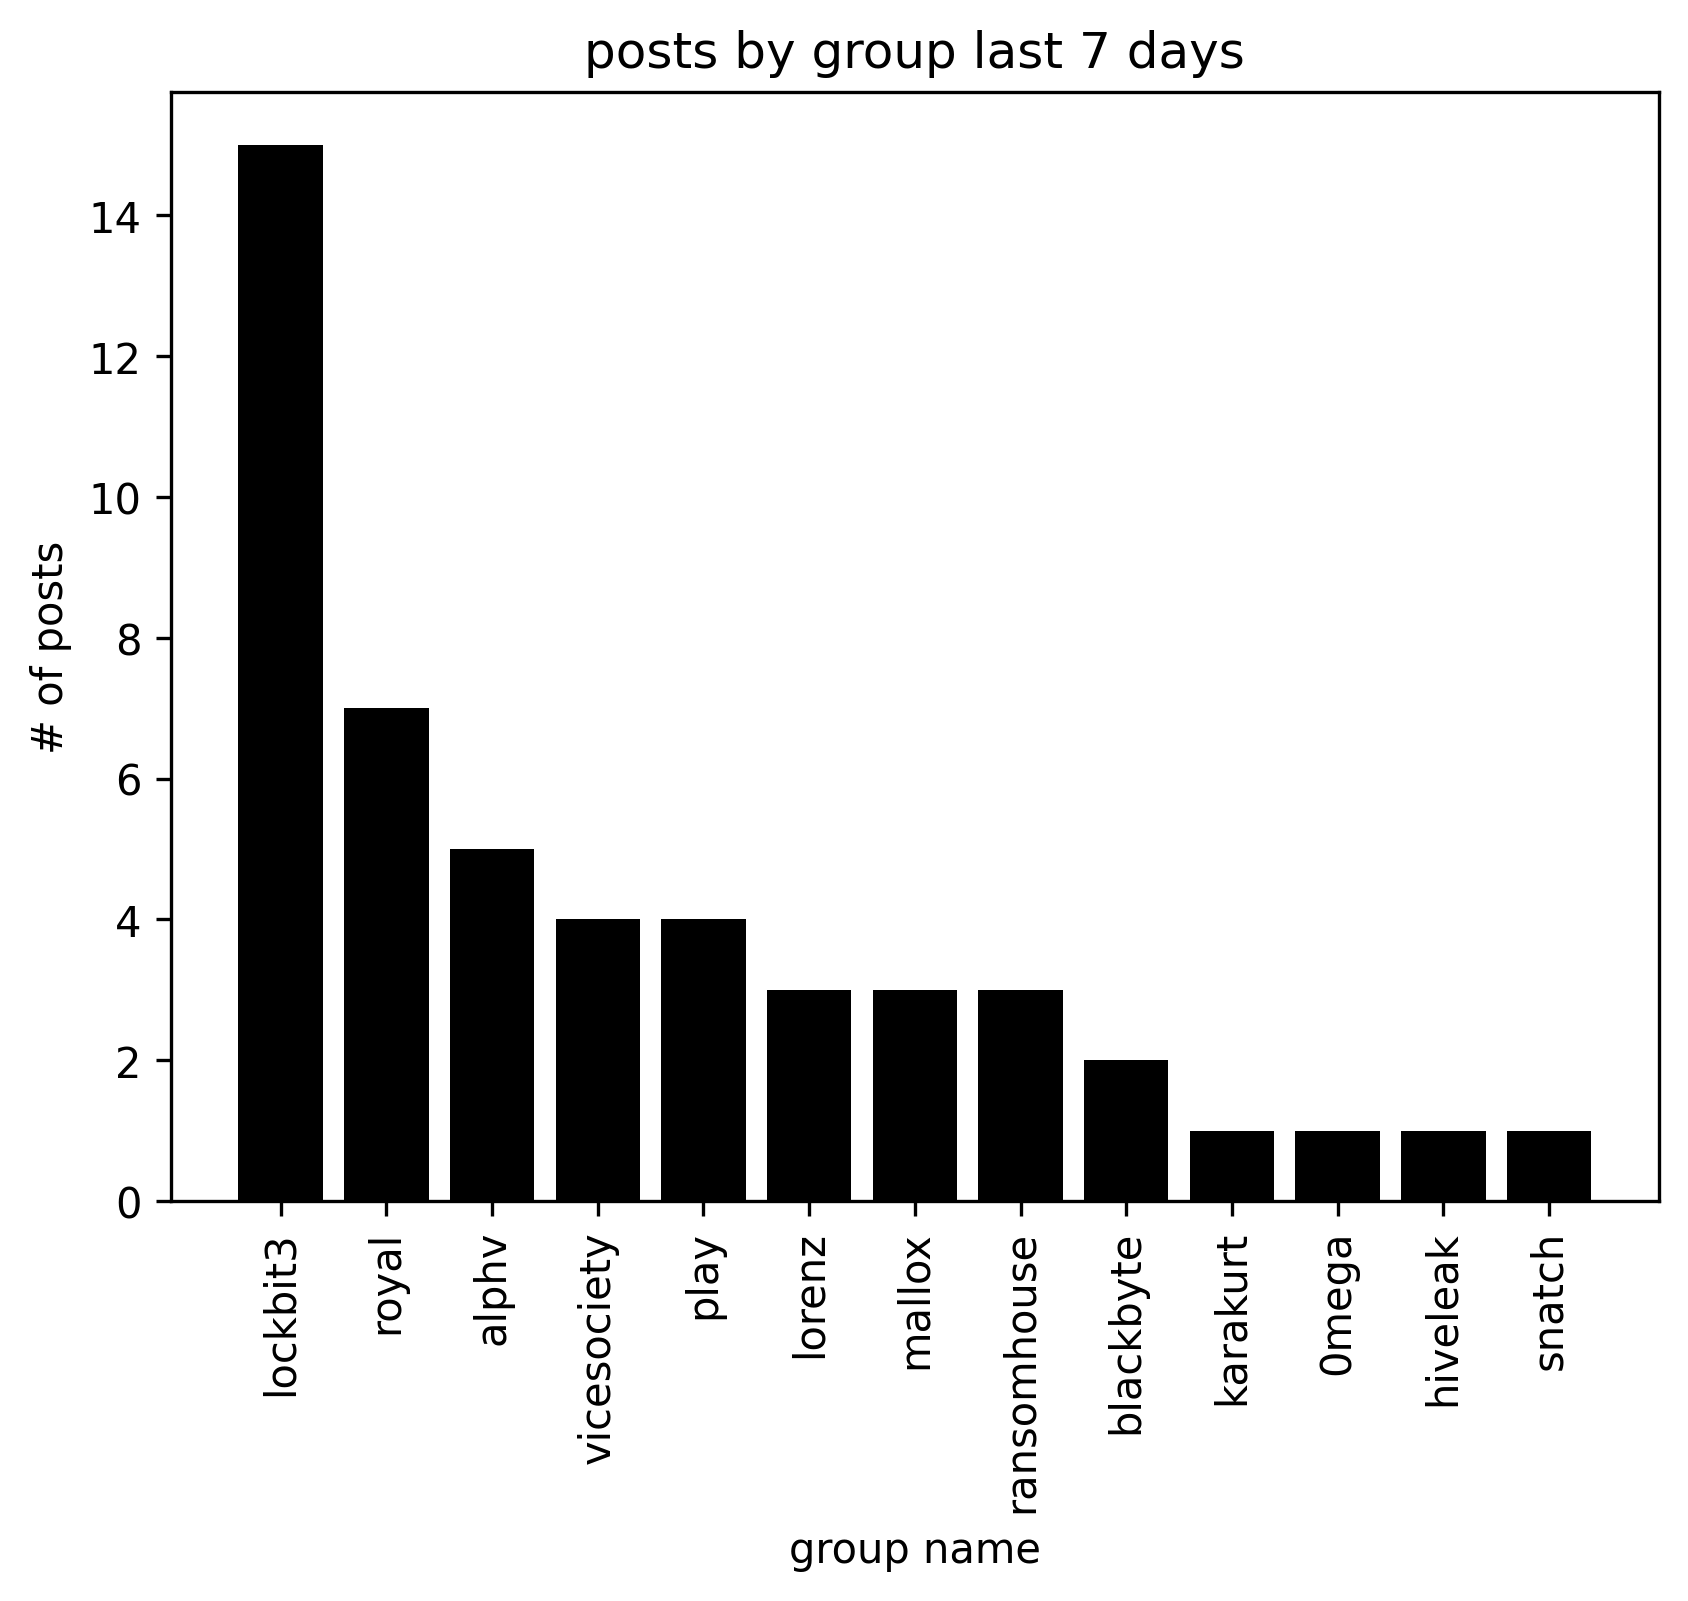 posts by group last 7 days
# of posts
14
12
10
8
6
4
2
0
lockbit3
royal
alphv
vicesociety
play
lorenz
mallox
ransomhouse
blackbyte
karakurt
0mega
hiveleak
snatch
group name